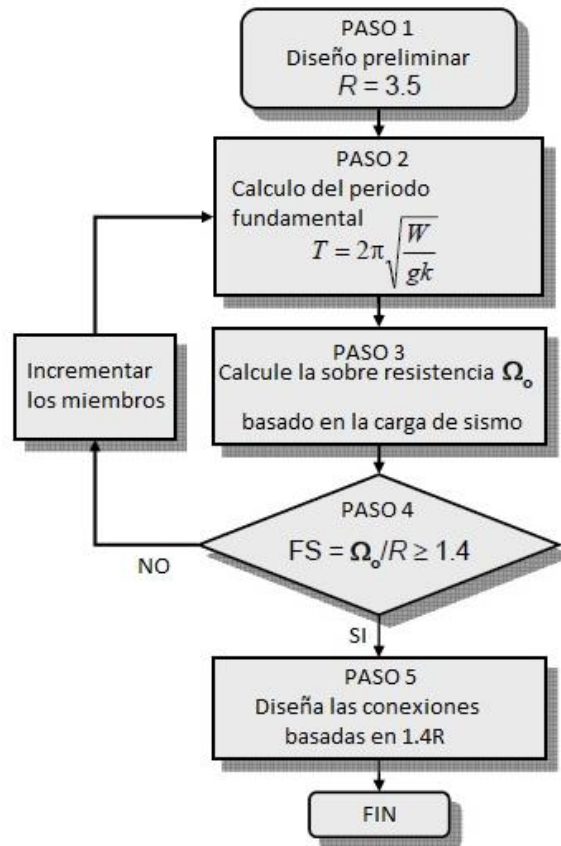 PASO 1
Diseño preliminar
R = 3.5
PASO 2
Calculo del periodo
fundamental
T = 2π√(W/gk)
PASO 3
Calcule la sobre resistencia Ωo
basado en la carga de sismo
Incrementar
los miembros
PASO 4
FS = Ωo/R ≥ 1.4
NO
SI
PASO 5
Diseña las conexiones
basadas en 1.4R
FIN